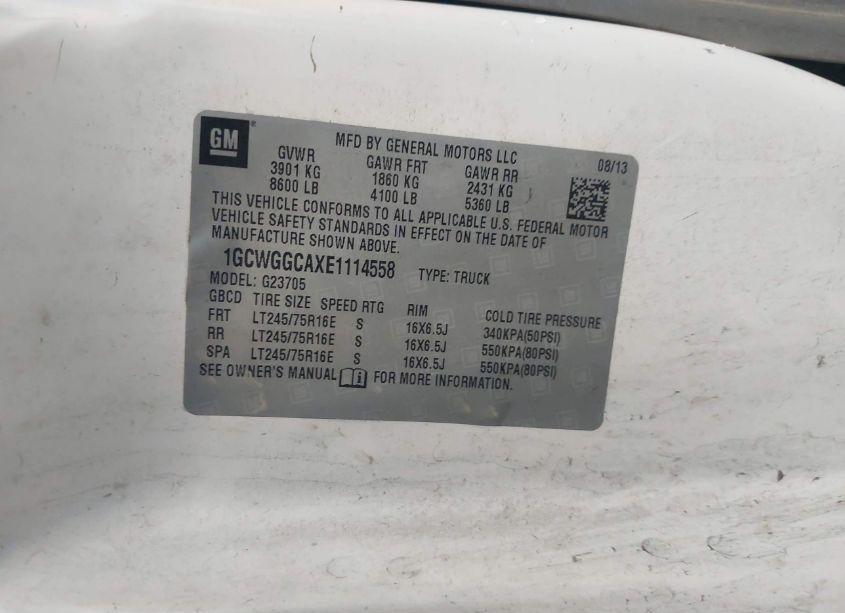 GM
MFD BY GENERAL MOTORS LLC
08/13
GVWR GAWR FRT GAWR RR
3901 KG 1860 KG 2431 KG
8600 LB 4100 LB 5360 LB
THIS VEHICLE CONFORMS TO ALL APPLICABLE U.S. FEDERAL MOTOR
VEHICLE SAFETY STANDARDS IN EFFECT ON THE DATE OF
MANUFACTURE SHOWN ABOVE.
1GCWGGCAXE1114558 TYPE: TRUCK
MODEL: G23705
GBCD TIRE SIZE SPEED RTG RIM COLD TIRE PRESSURE
FRT LT245/75R16E S 16X6.5J 340KPA(50PSI)
RR LT245/75R16E S 16X6.5J 550KPA(80PSI)
SPA LT245/75R16E S 16X6.5J 550KPA(80PSI)
SEE OWNER'S MANUAL FOR MORE INFORMATION.